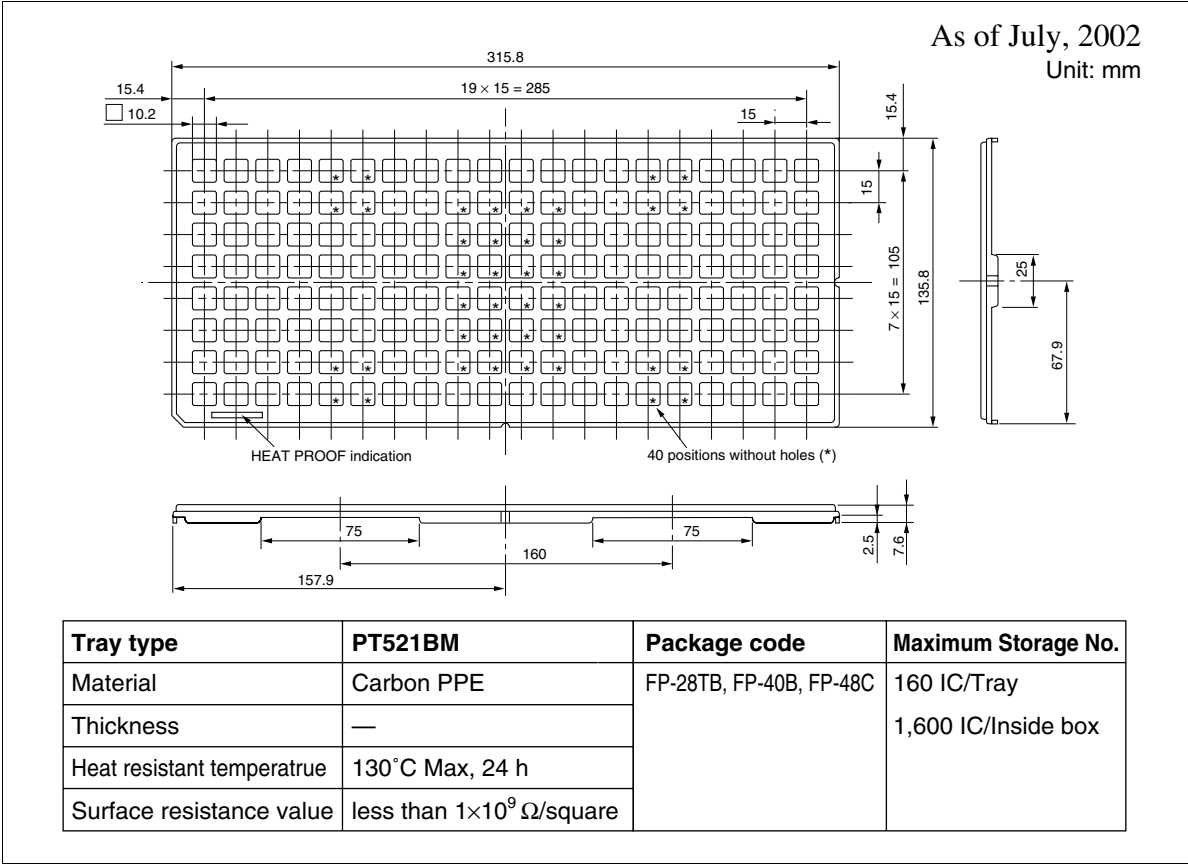 As of July, 2002
Unit: mm
315.8
15.4
19 × 15 = 285
10.2
15
15.4
* * * *
15
* * * * * * * *
* * * *
* * * *
7 × 15 = 105
135.8
25
* * * *
* * * *
67.9
* * * * * * * *
* * * *
HEAT PROOF indication
40 positions without holes (*)
75
75
160
157.9
2.5
7.6
Tray type PT521BM Package code Maximum Storage No.
Material Carbon PPE FP-28TB, FP-40B, FP-48C 160 IC/Tray
Thickness — 1,600 IC/Inside box
Heat resistant temperatrue 130˚C Max, 24 h
Surface resistance value less than 1×10⁹ Ω/square